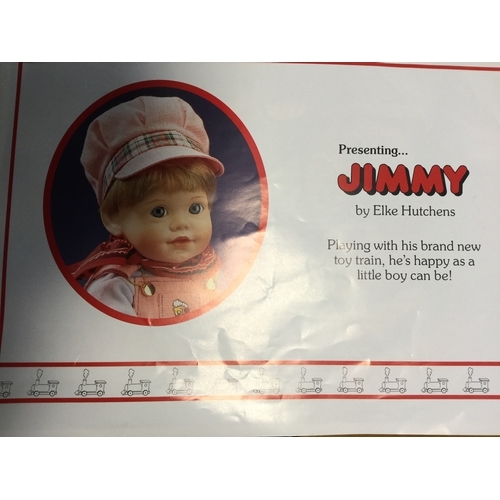 Presenting...
JIMMY
by Elke Hutchens
Playing with his brand new
toy train, he's happy as a
little boy can be!